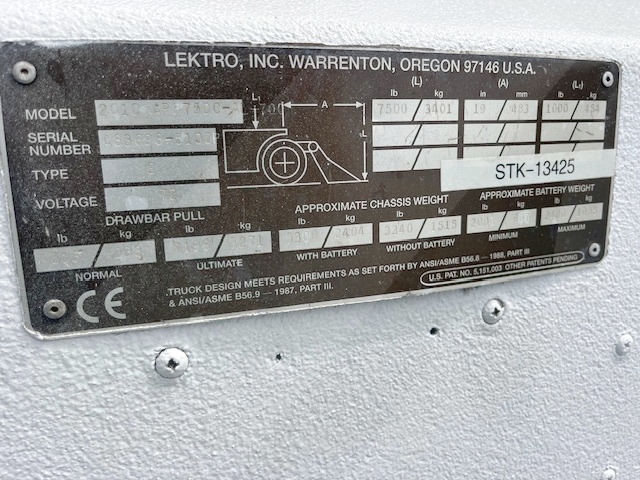 LEKTRO, INC. WARRENTON, OREGON 97146 U.S.A.
(L) (A) (L₁)
lb kg in mm lb kg
MODEL 7500 3401 19 483 1000 454
L₁ A L
SERIAL NUMBER
TYPE
STK-13425
VOLTAGE
DRAWBAR PULL APPROXIMATE CHASSIS WEIGHT APPROXIMATE BATTERY WEIGHT
lb kg lb kg lb kg lb kg lb kg lb kg
2404 3340 1515
NORMAL ULTIMATE WITH BATTERY WITHOUT BATTERY MINIMUM MAXIMUM
CE TRUCK DESIGN MEETS REQUIREMENTS AS SET FORTH BY ANSI/ASME B56.8 – 1988, PART III
& ANSI/ASME B56.9 – 1987, PART III.
U.S. PAT. NO. 5,151,003 OTHER PATENTS PENDING